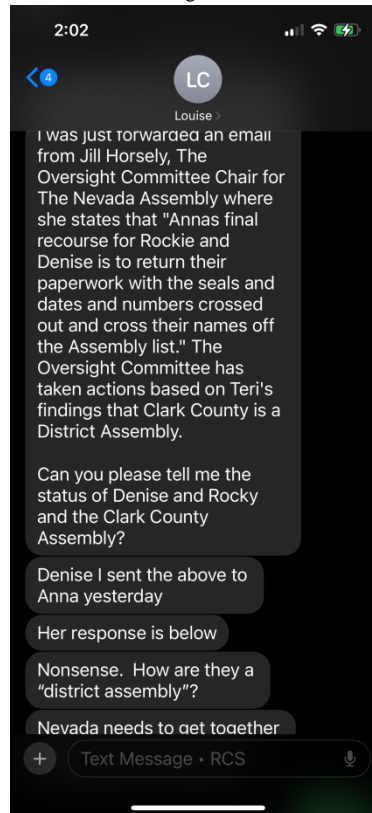 2:02
4
LC
Louise
I was just forwarded an email
from Jill Horsely, The
Oversight Committee Chair for
The Nevada Assembly where
she states that "Annas final
recourse for Rockie and
Denise is to return their
paperwork with the seals and
dates and numbers crossed
out and cross their names off
the Assembly list." The
Oversight Committee has
taken actions based on Teri's
findings that Clark County is a
District Assembly.
Can you please tell me the
status of Denise and Rocky
and the Clark County
Assembly?
Denise I sent the above to
Anna yesterday
Her response is below
Nonsense. How are they a
“district assembly”?
Nevada needs to get together
Text Message • RCS